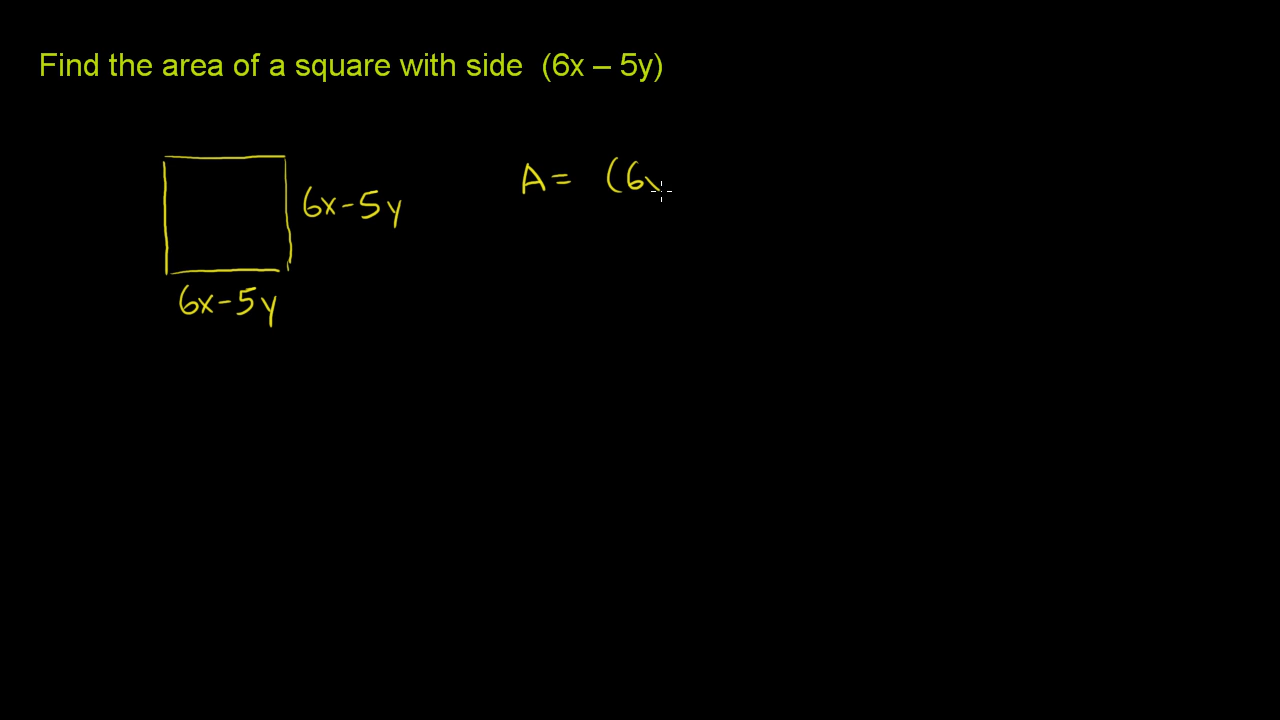 Find the area of a square with side (6x – 5y)
6x-5y
A= (6x
6x-5y